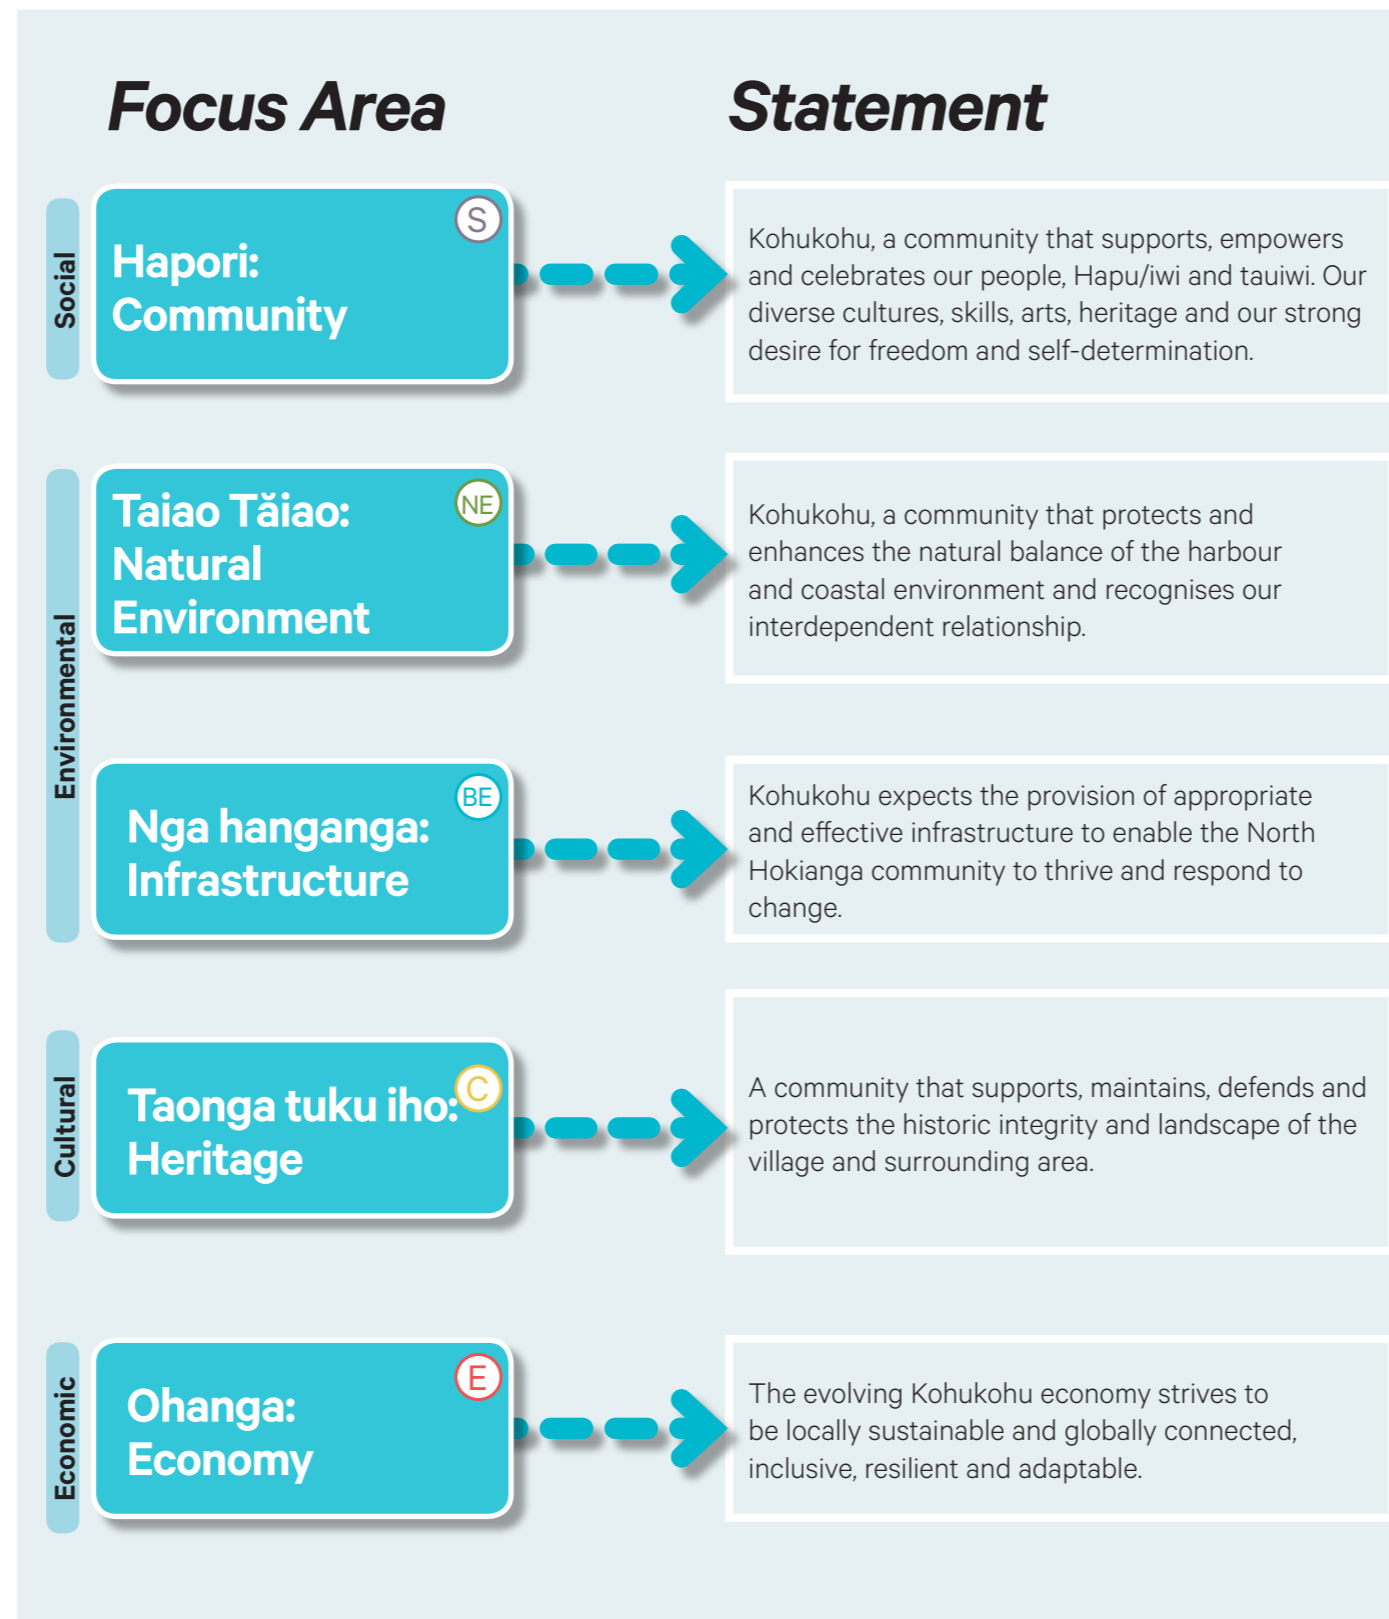 Focus Area
Statement
Social
Hapori:
Community
S
Kohukohu, a community that supports, empowers
and celebrates our people, Hapu/iwi and tauiwi. Our
diverse cultures, skills, arts, heritage and our strong
desire for freedom and self-determination.
Environmental
Taiao Tăiao:
Natural
Environment
NE
Kohukohu, a community that protects and
enhances the natural balance of the harbour
and coastal environment and recognises our
interdependent relationship.
Nga hanganga:
Infrastructure
BE
Kohukohu expects the provision of appropriate
and effective infrastructure to enable the North
Hokianga community to thrive and respond to
change.
Cultural
Taonga tuku iho:
Heritage
C
A community that supports, maintains, defends and
protects the historic integrity and landscape of the
village and surrounding area.
Economic
Ohanga:
Economy
E
The evolving Kohukohu economy strives to
be locally sustainable and globally connected,
inclusive, resilient and adaptable.